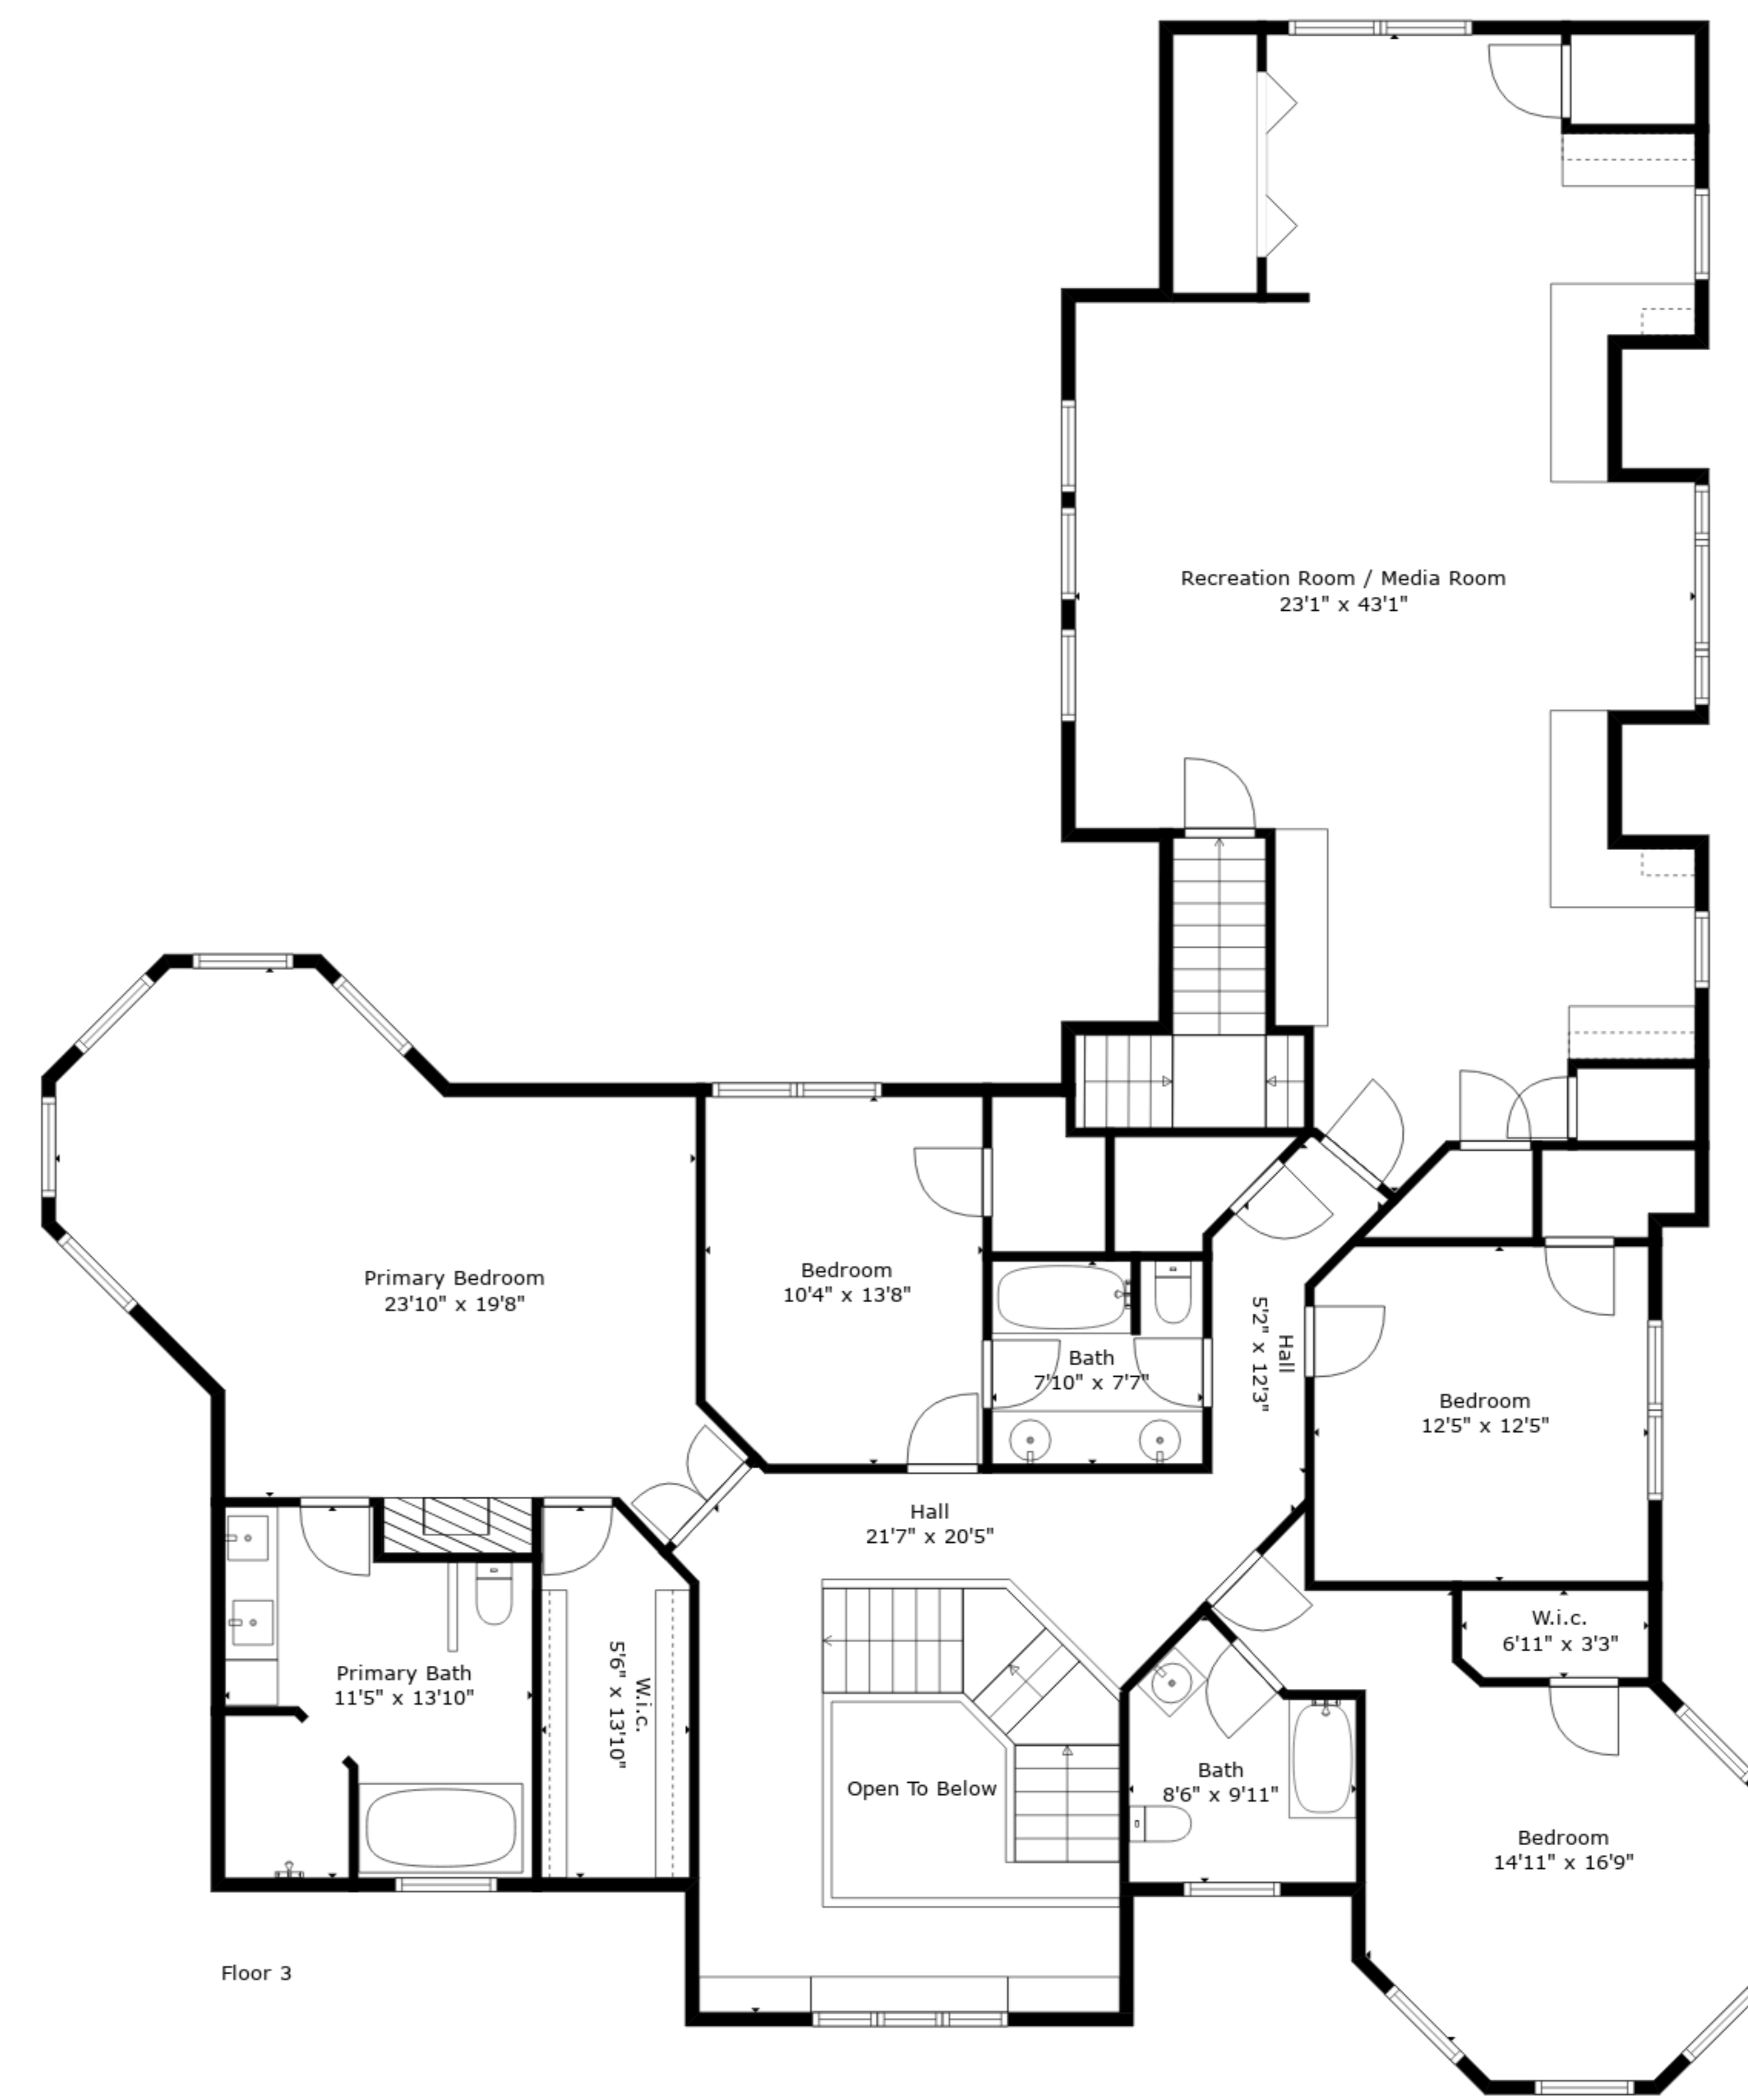 Recreation Room / Media Room
23'1" x 43'1"
Primary Bedroom
23'10" x 19'8"
Bedroom
10'4" x 13'8"
Bath
7'10" x 7'7"
Hall
5'2" x 12'3"
Bedroom
12'5" x 12'5"
Hall
21'7" x 20'5"
W.i.c.
6'11" x 3'3"
Primary Bath
11'5" x 13'10"
W.i.c.
5'6" x 13'10"
Open To Below
Bath
8'6" x 9'11"
Bedroom
14'11" x 16'9"
Floor 3